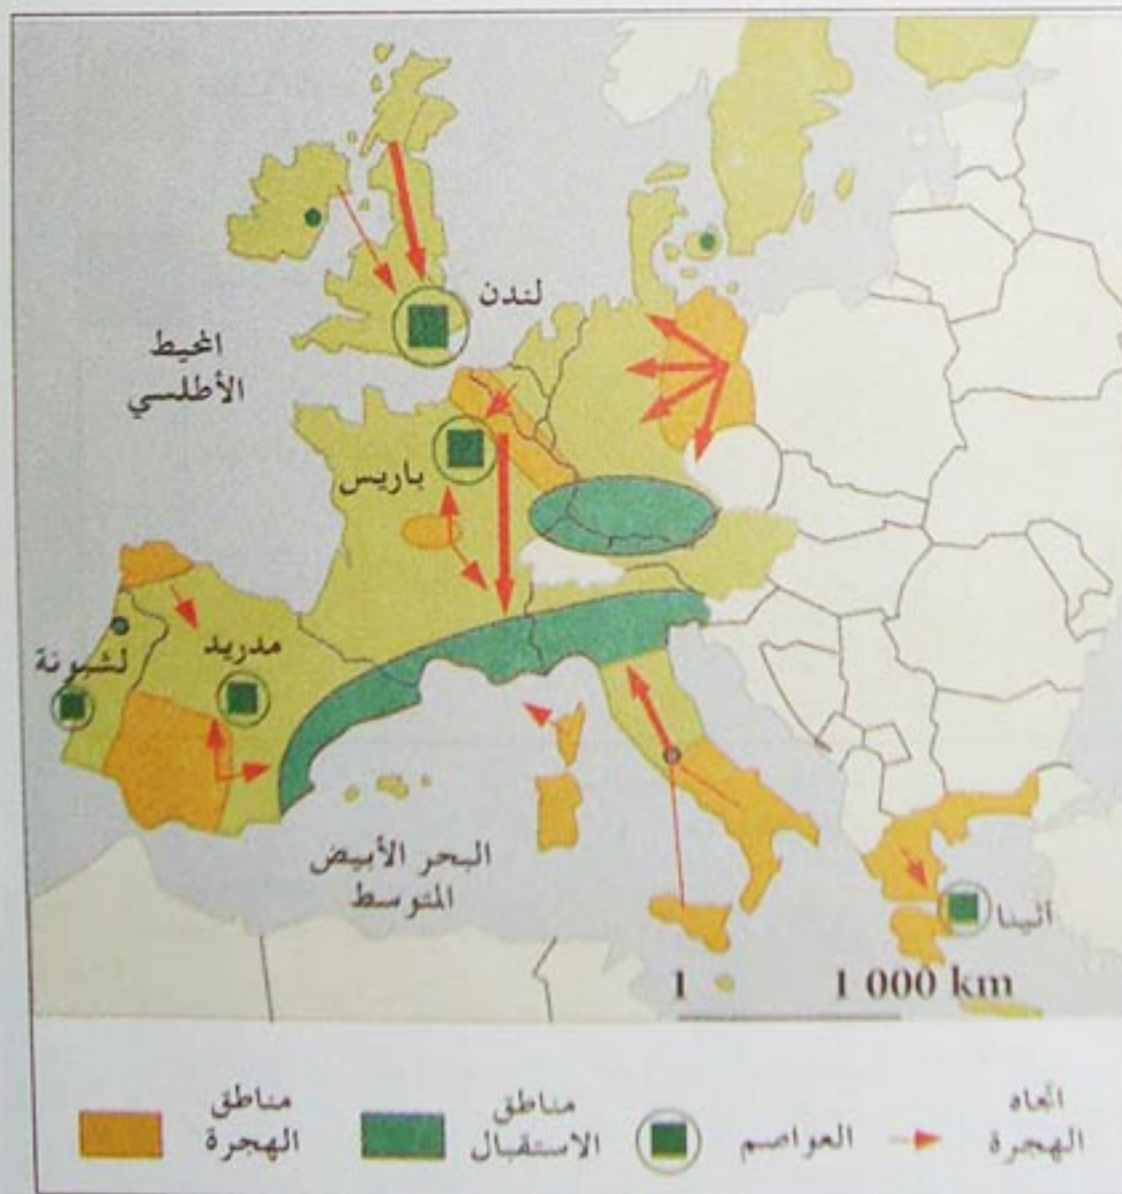 لندن
المحيط
الأطلسي
باريس
مدريد
لشبونة
البحر الأبيض
المتوسط
أثينا
1 1 000 km
مناطق
الهجرة
مناطق
الاستقبال
العواصم
اتجاه
الهجرة